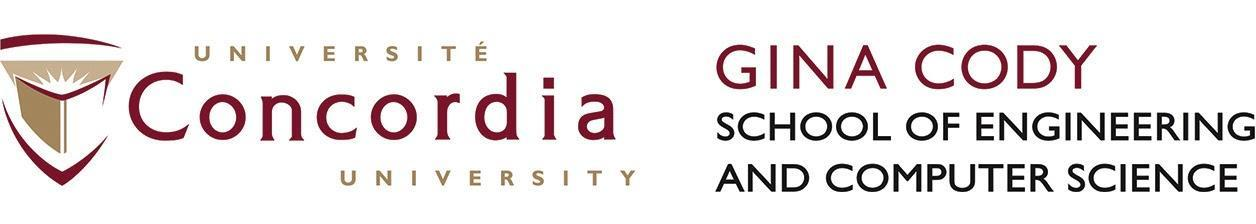 UNIVERSITÉ
Concordia
UNIVERSITY
GINA CODY
SCHOOL OF ENGINEERING
AND COMPUTER SCIENCE